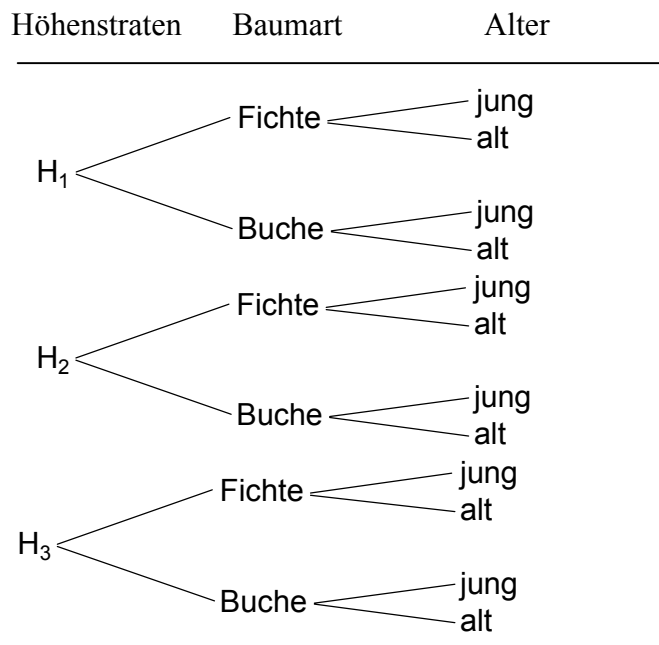 Höhenstraten Baumart Alter
Fichte jung
alt
H₁
Buche jung
alt
Fichte jung
alt
H₂
Buche jung
alt
Fichte jung
alt
H₃
Buche jung
alt